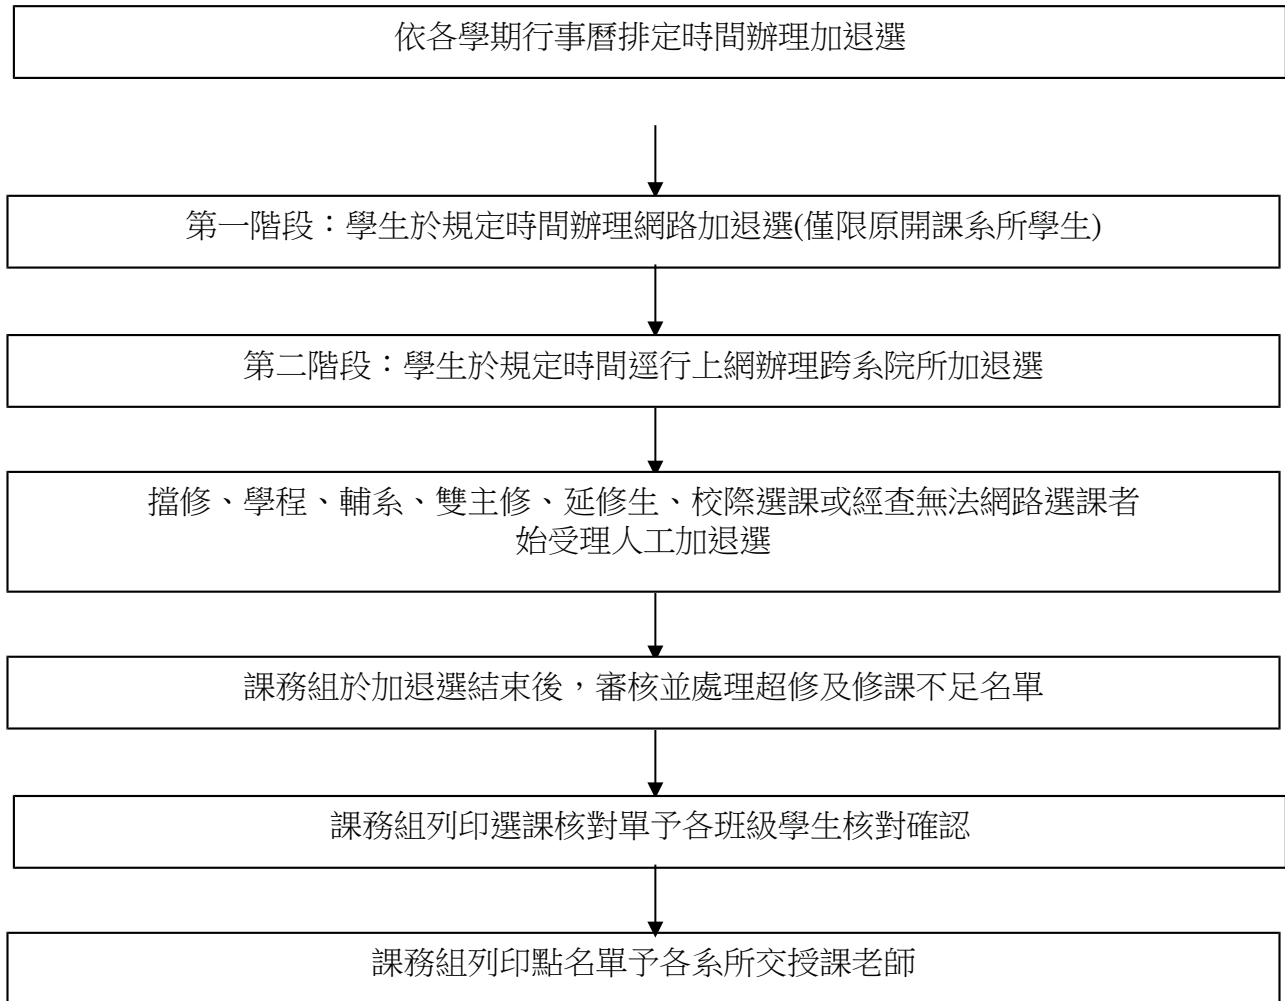 依各學期行事曆排定時間辦理加退選
第一階段：學生於規定時間辦理網路加退選(僅限原開課系所學生)
第二階段：學生於規定時間逕行上網辦理跨系院所加退選
擋修、學程、輔系、雙主修、延修生、校際選課或經查無法網路選課者
始受理人工加退選
課務組於加退選結束後，審核並處理超修及修課不足名單
課務組列印選課核對單予各班級學生核對確認
課務組列印點名單予各系所交授課老師